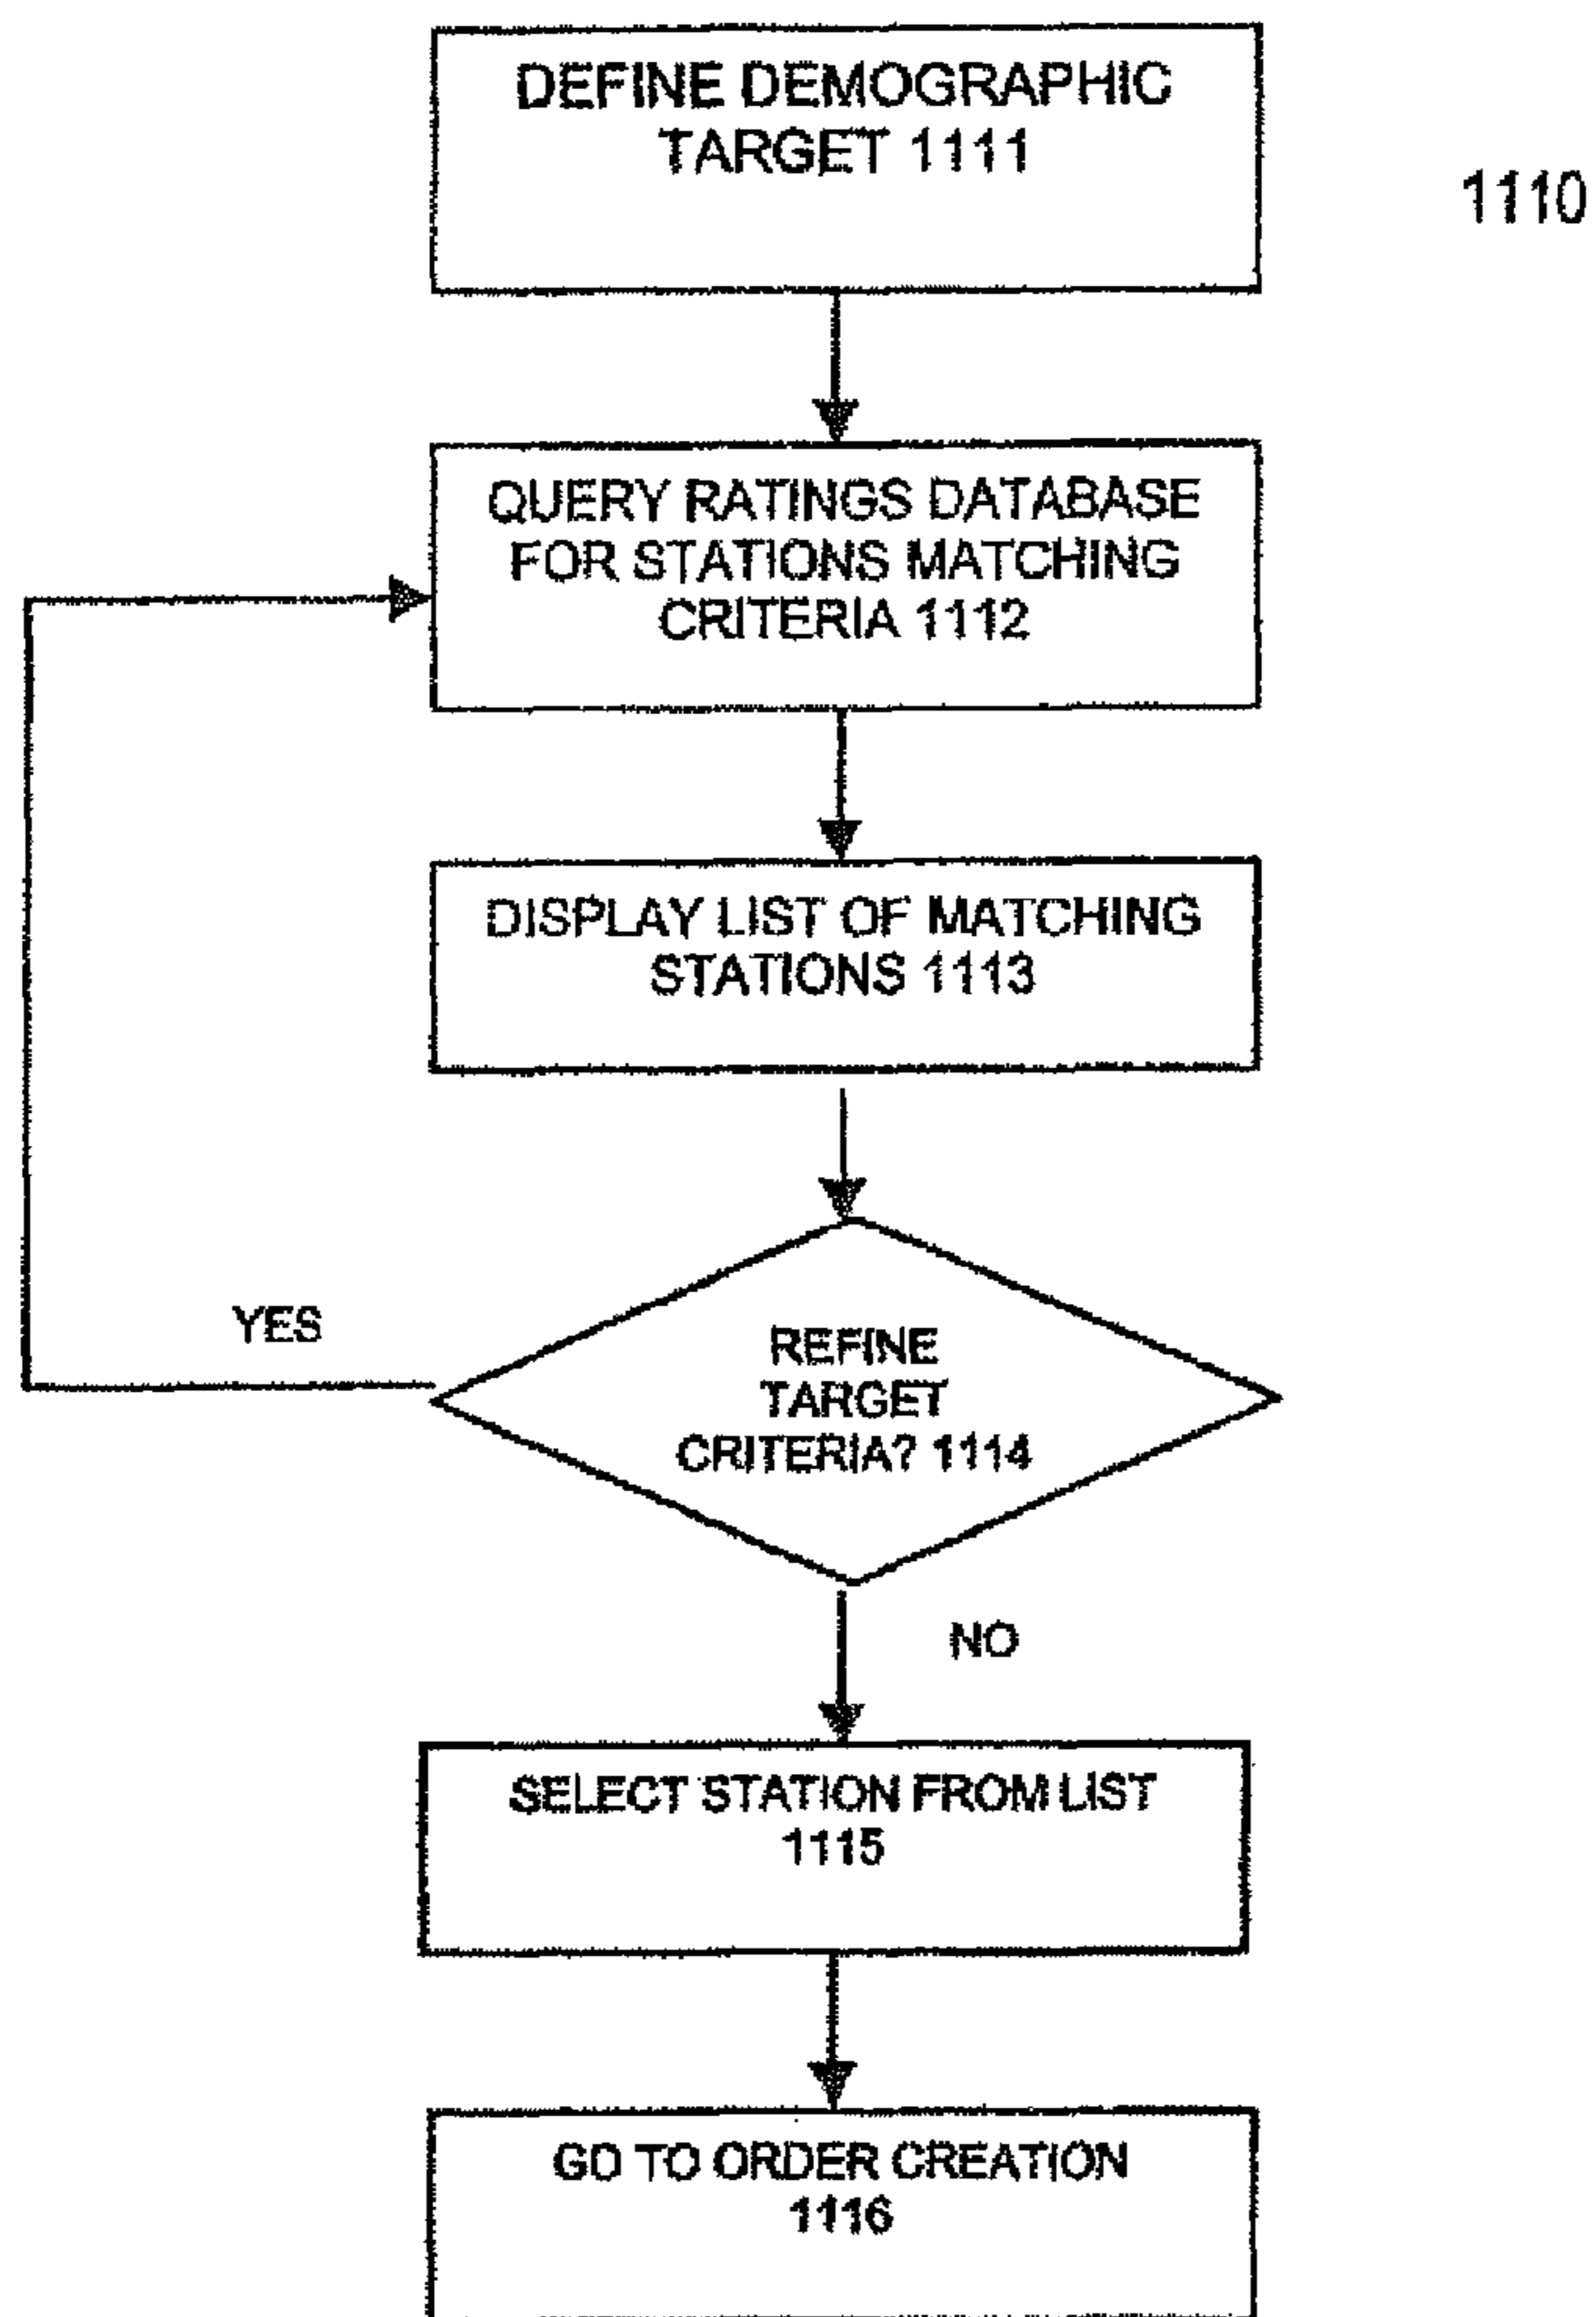 DEFINE DEMOGRAPHIC
TARGET 1111
1110
QUERY RATINGS DATABASE
FOR STATIONS MATCHING
CRITERIA 1112
DISPLAY LIST OF MATCHING
STATIONS 1113
YES
REFINE
TARGET
CRITERIA? 1114
NO
SELECT STATION FROM LIST
1115
GO TO ORDER CREATION
1116